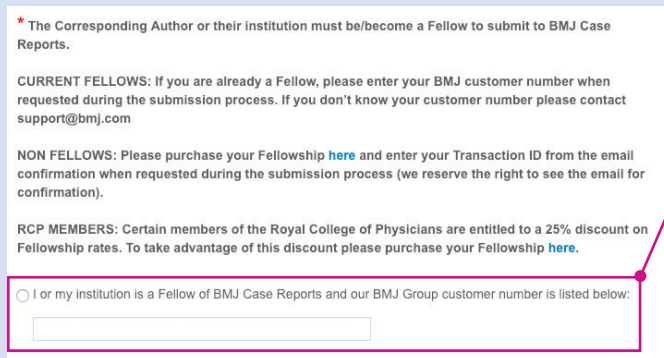 * The Corresponding Author or their institution must be/become a Fellow to submit to BMJ Case
Reports.
CURRENT FELLOWS: If you are already a Fellow, please enter your BMJ customer number when
requested during the submission process. If you don't know your customer number please contact
support@bmj.com
NON FELLOWS: Please purchase your Fellowship here and enter your Transaction ID from the email
confirmation when requested during the submission process (we reserve the right to see the email for
confirmation).
RCP MEMBERS: Certain members of the Royal College of Physicians are entitled to a 25% discount on
Fellowship rates. To take advantage of this discount please purchase your Fellowship here.
I or my institution is a Fellow of BMJ Case Reports and our BMJ Group customer number is listed below: